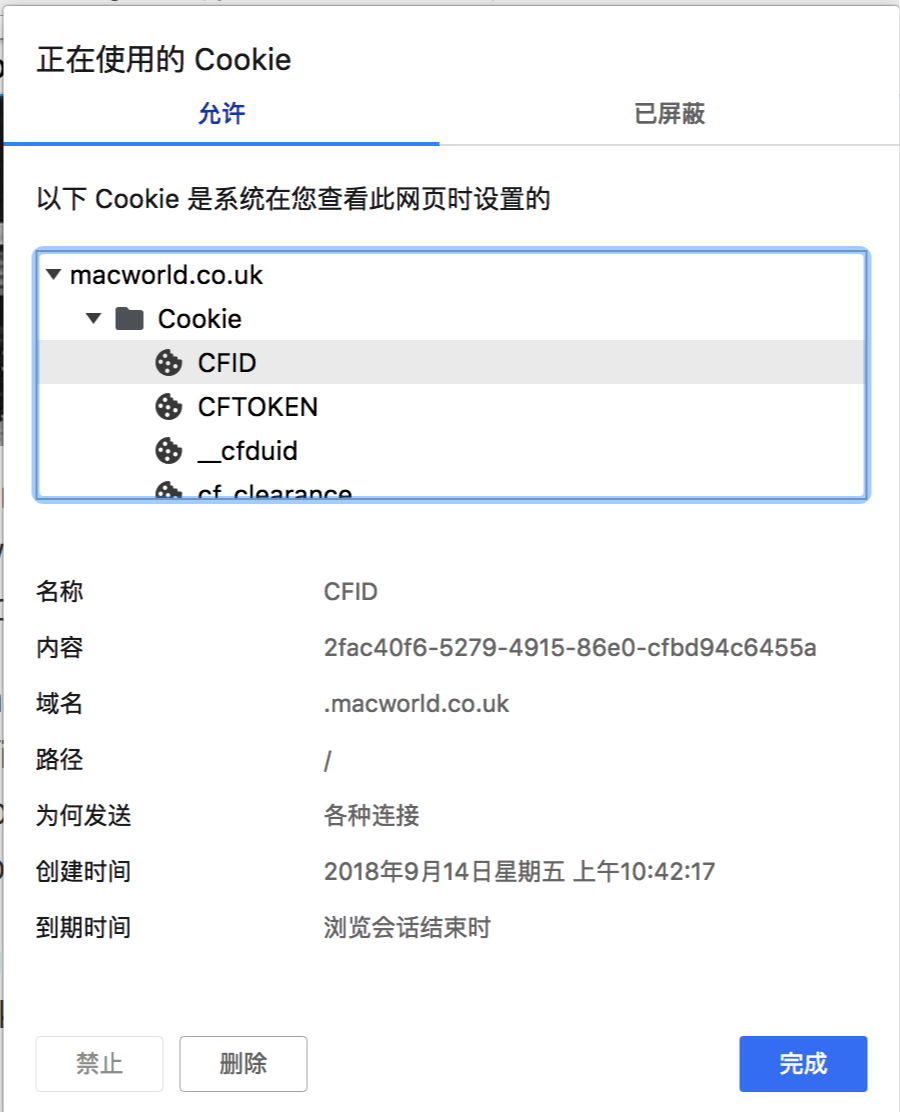 正在使用的 Cookie
允许 已屏蔽
以下 Cookie 是系统在您查看此网页时设置的
macworld.co.uk
Cookie
CFID
CFTOKEN
__cfduid
cf_clearance
名称 CFID
内容 2fac40f6-5279-4915-86e0-cfbd94c6455a
域名 .macworld.co.uk
路径 /
为何发送 各种连接
创建时间 2018年9月14日星期五 上午10:42:17
到期时间 浏览会话结束时
禁止 删除 完成